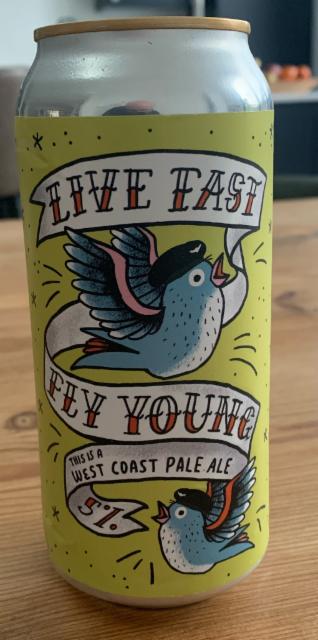 LIVE FAST
FLY YOUNG
THIS IS A
WEST COAST PALE ALE
5%